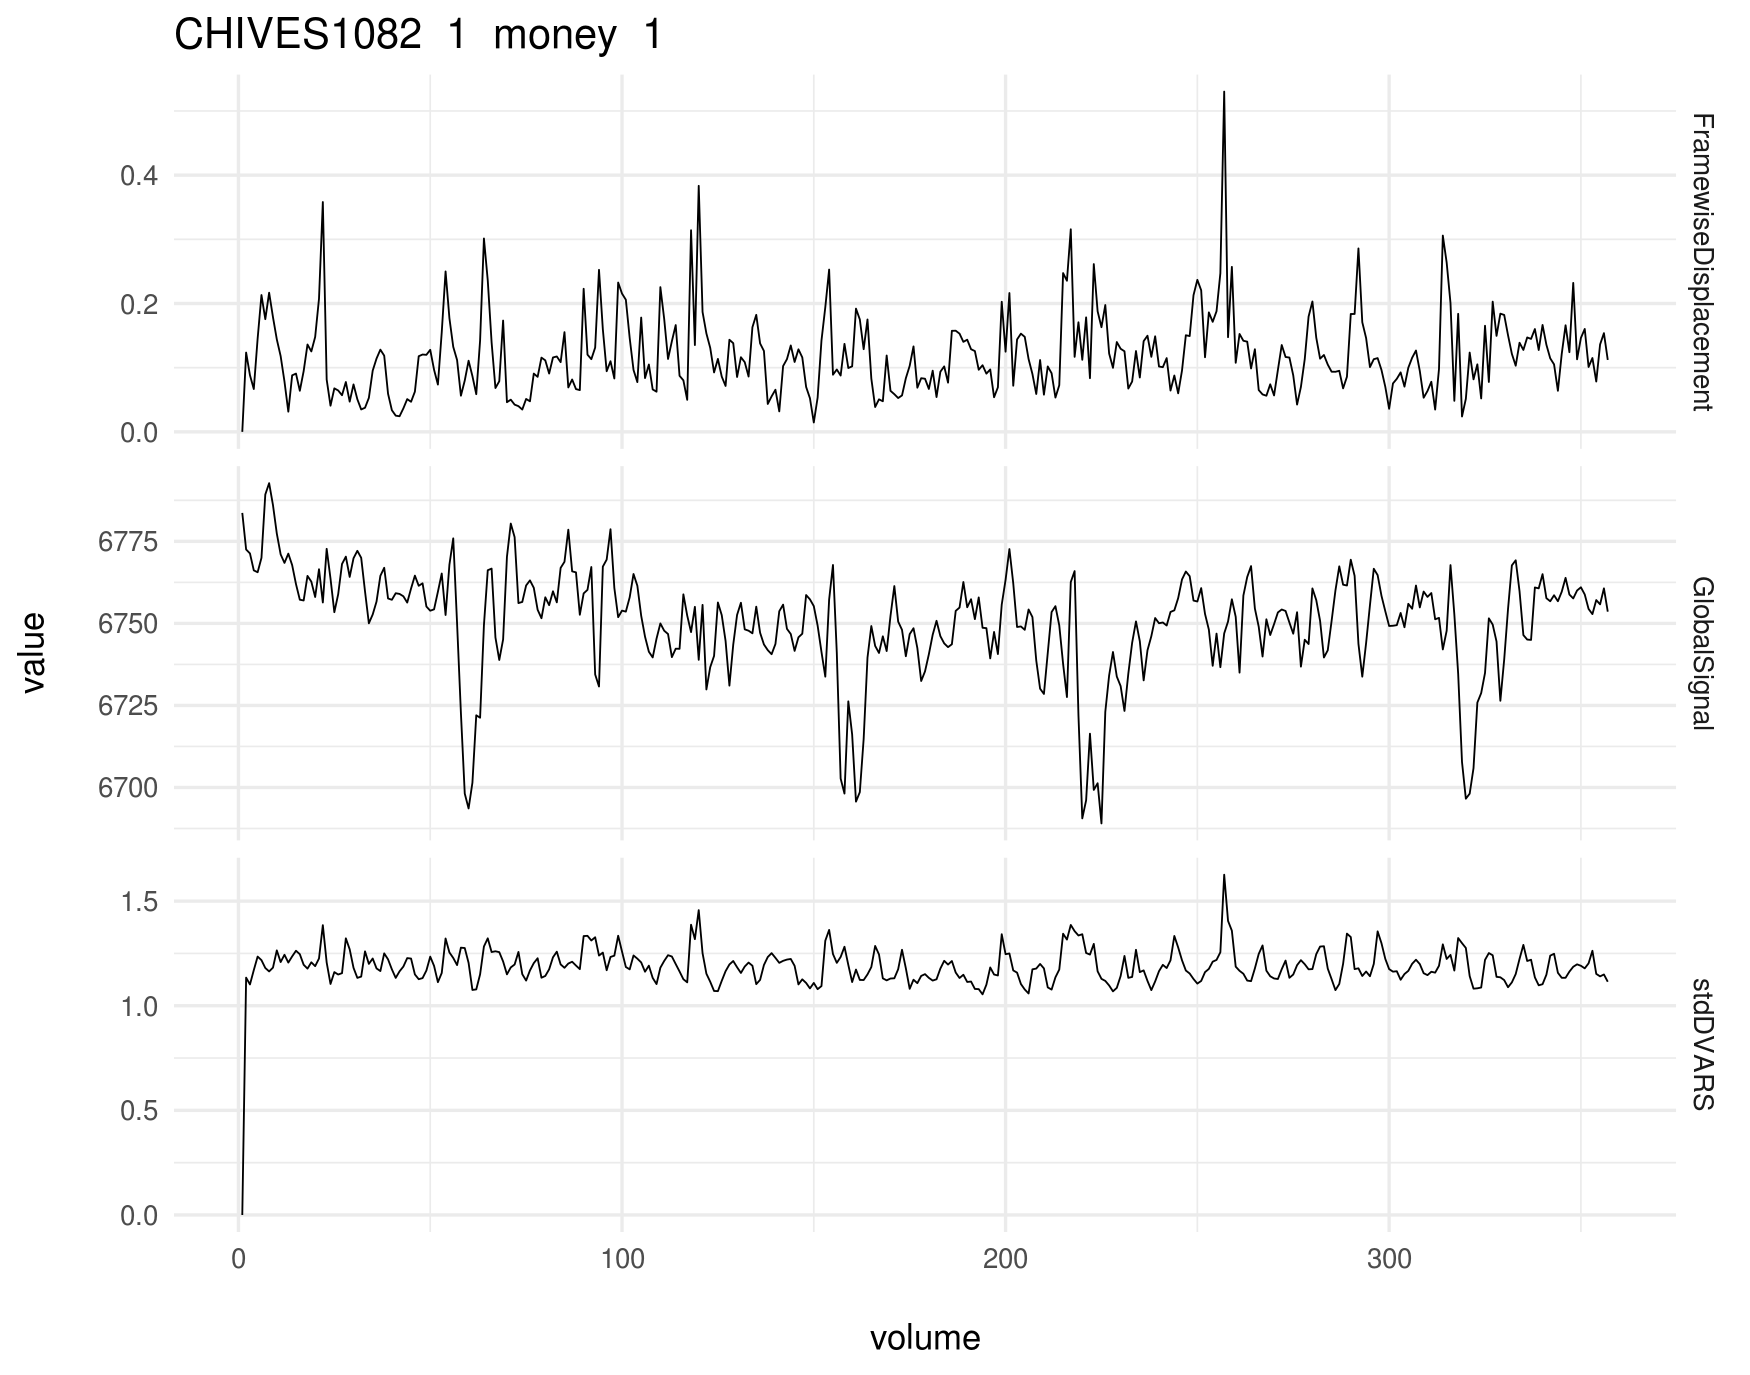 CHIVES1082 1 money 1
0.4
0.2
0.0
FramewiseDisplacement
value
6775
6750
6725
6700
GlobalSignal
1.5
1.0
0.5
0.0
stdDVARS
0 100 200 300
volume